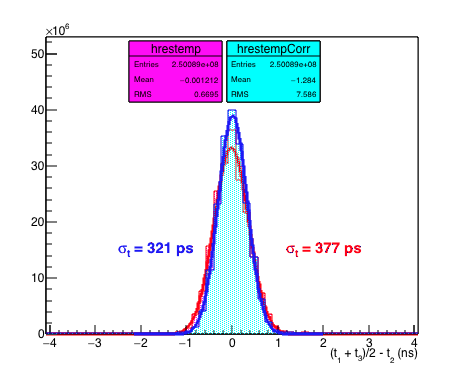 ×10⁶
hrestemp
Entries 2.50089e+08
Mean −0.001212
RMS 0.6695
hrestempCorr
Entries 2.50089e+08
Mean −1.284
RMS 7.586
50
40
30
20
10
0
σt = 321 ps
σt = 377 ps
−4 −3 −2 −1 0 1 2 3 4
(t1 + t3)/2 - t2 (ns)